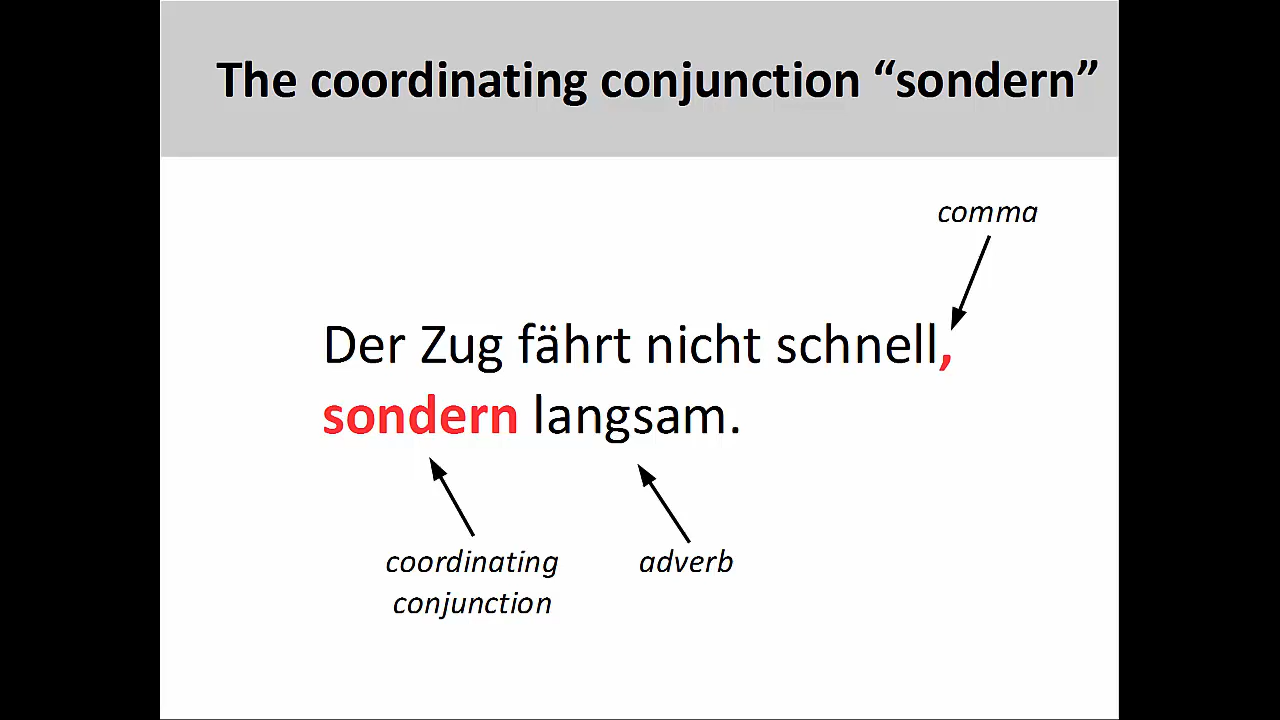 The coordinating conjunction “sondern”
comma
Der Zug fährt nicht schnell,
sondern langsam.
coordinating
conjunction
adverb